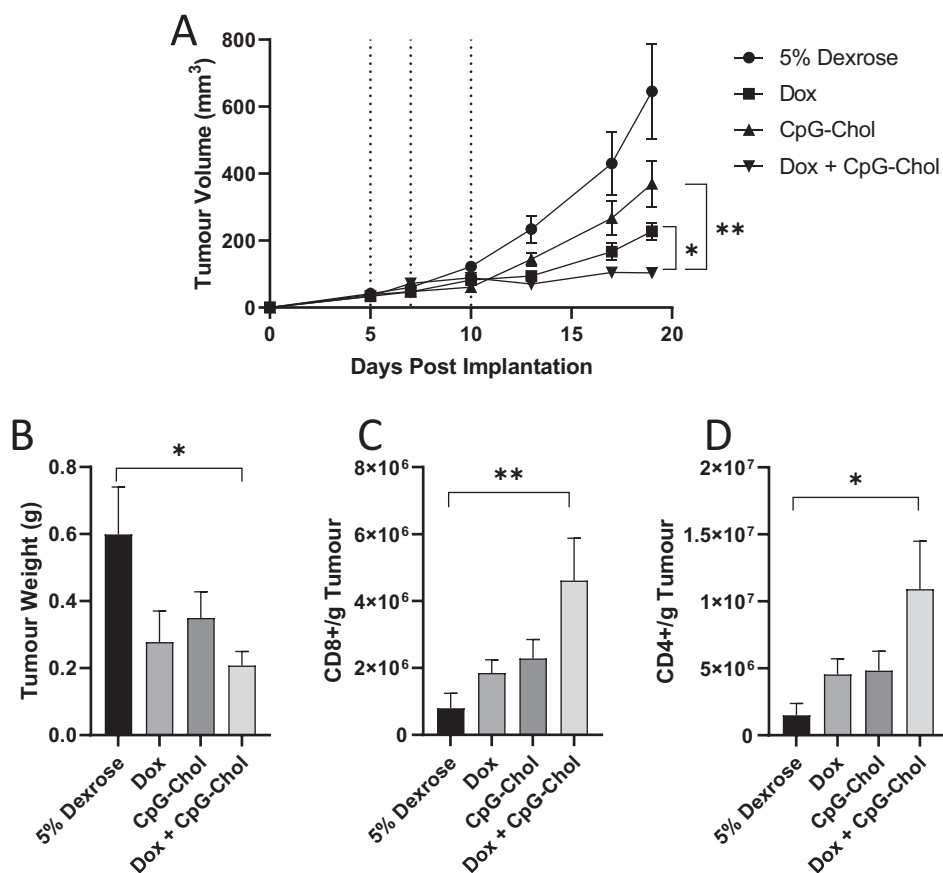 A
Tumour Volume (mm³)
800
600
400
200
0
0
5
10
15
20
Days Post Implantation
5% Dexrose
Dox
CpG-Chol
Dox + CpG-Chol
*
**
B
Tumour Weight (g)
0.8
0.6
0.4
0.2
0.0
*
5% Dexrose
Dox
CpG-Chol
Dox + CpG-Chol
C
CD8+/g Tumour
8×10⁶
6×10⁶
4×10⁶
2×10⁶
0
**
5% Dexrose
Dox
CpG-Chol
Dox + CpG-Chol
D
CD4+/g Tumour
2×10⁷
1.5×10⁷
1×10⁷
5×10⁶
0
*
5% Dexrose
Dox
CpG-Chol
Dox + CpG-Chol